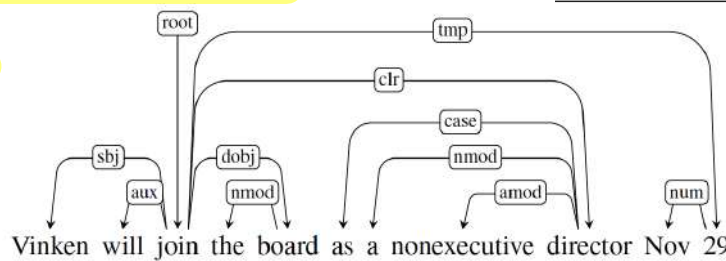 root
tmp
clr
case
sbj dobj nmod
aux nmod amod num
Vinken will join the board as a nonexecutive director Nov 29